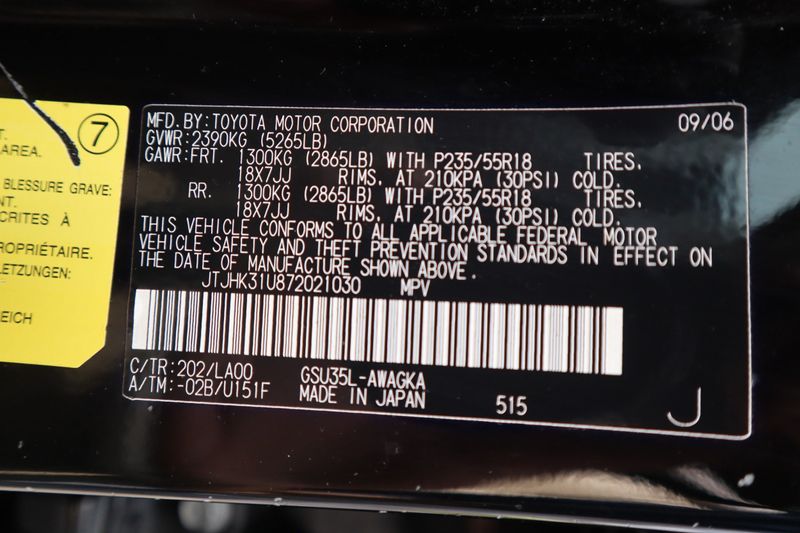 7
T.
AREA.
BLESSURE GRAVE:
NT.
CRITES À
ROPRIÉTAIRE.
LETZUNGEN:
REICH
MFD. BY: TOYOTA MOTOR CORPORATION 09/06
GVWR: 2390KG (5265LB)
GAWR: FRT. 1300KG (2865LB) WITH P235/55R18 TIRES.
18X7JJ RIMS. AT 210KPA (30PSI) COLD.
RR. 1300KG (2865LB) WITH P235/55R18 TIRES.
18X7JJ RIMS. AT 210KPA (30PSI) COLD.
THIS VEHICLE CONFORMS TO ALL APPLICABLE FEDERAL MOTOR
VEHICLE SAFETY AND THEFT PREVENTION STANDARDS IN EFFECT ON
THE DATE OF MANUFACTURE SHOWN ABOVE.
JTJHK31U872021030 MPV
C/TR: 202/LA00 GSU35L-AWAGKA
A/TM: -02B/U151F MADE IN JAPAN 515 J